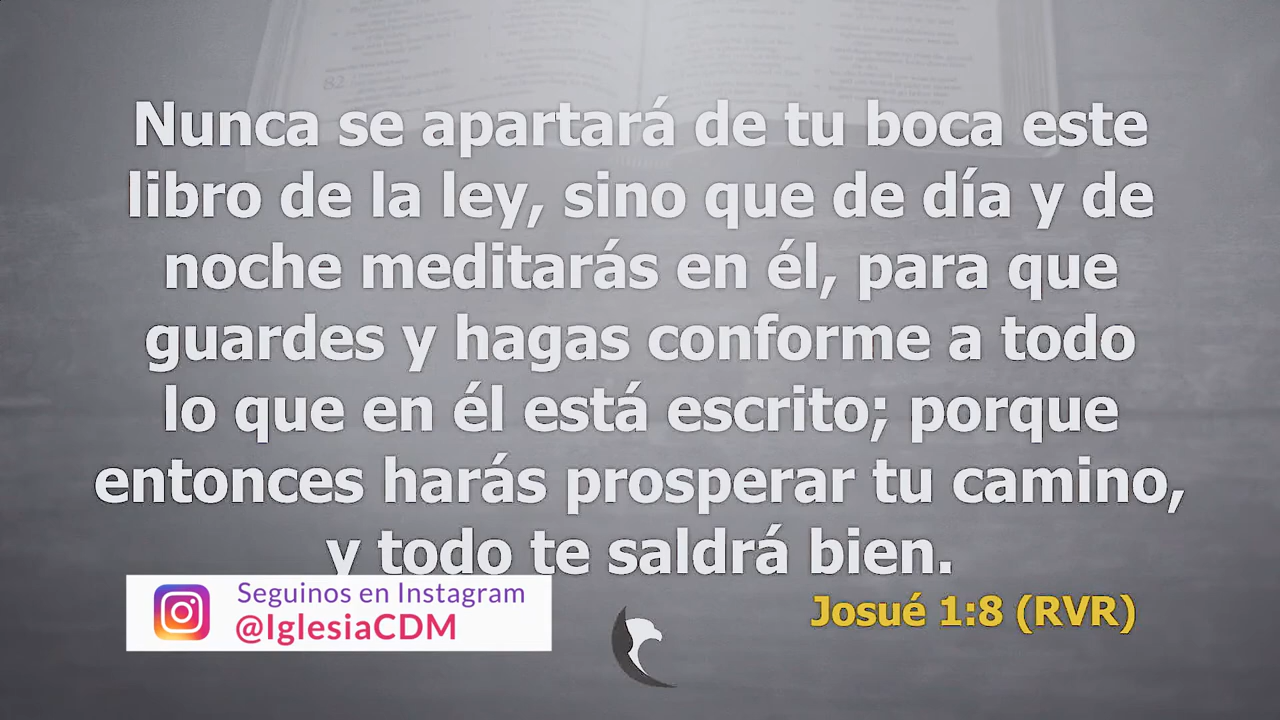 Nunca se apartará de tu boca este
libro de la ley, sino que de día y de
noche meditarás en él, para que
guardes y hagas conforme a todo
lo que en él está escrito; porque
entonces harás prosperar tu camino,
y todo te saldrá bien.
Josué 1:8 (RVR)
Seguinos en Instagram
@IglesiaCDM